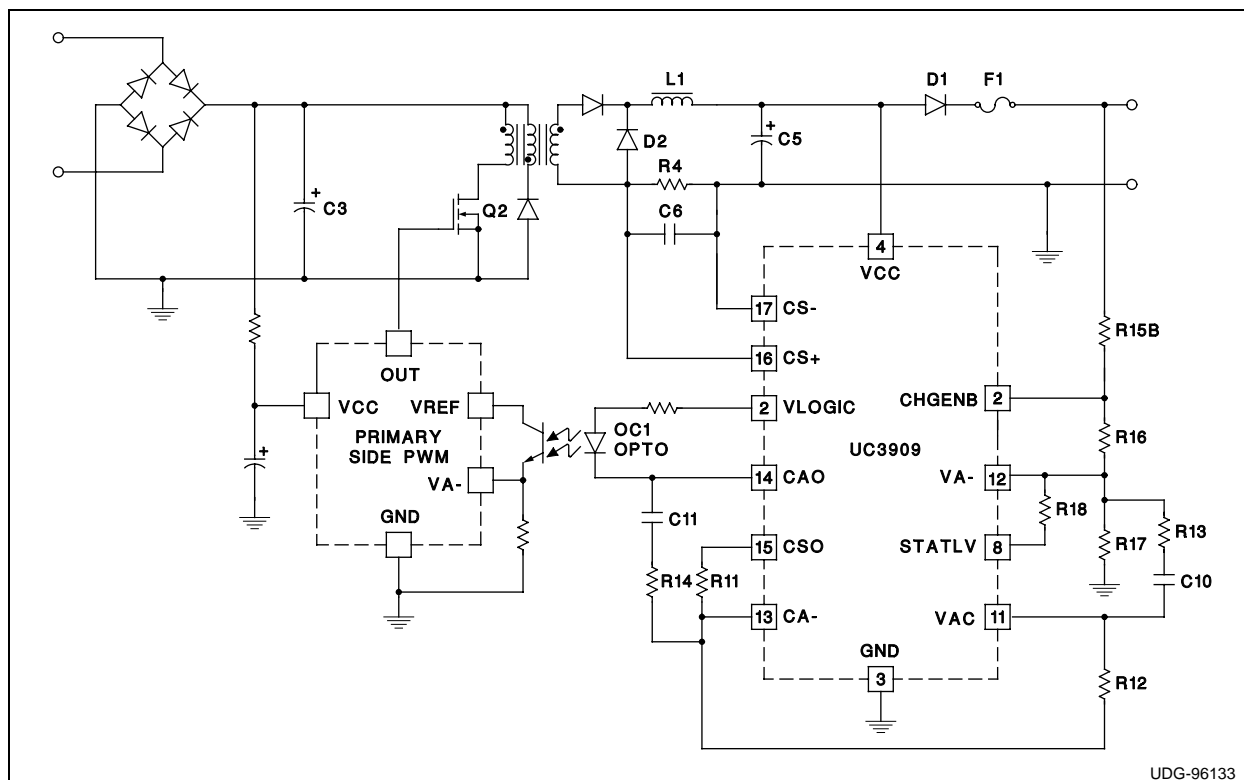 L1
D1
F1
D2
+
C5
R4
+
C3
Q2
C6
4
VCC
17 CS-
R15B
OUT
16 CS+
VCC
VREF
2 VLOGIC
CHGENB 2
PRIMARY
SIDE PWM
OC1
OPTO
R16
UC3909
+
VA-
14 CAO
VA- 12
GND
C11
R18
R13
15 CSO
STATLV 8
R17
R14
R11
C10
13 CA-
VAC 11
GND
3
R12
UDG-96133